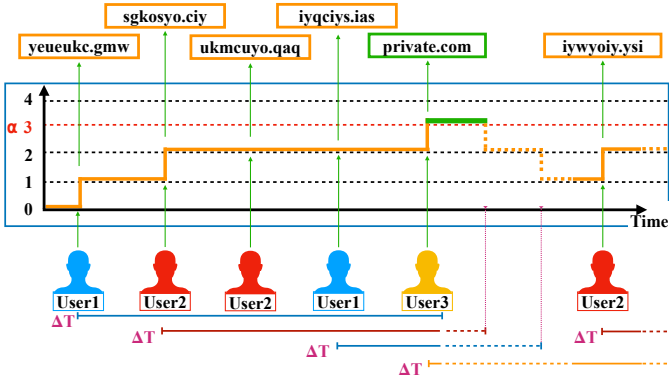 sgkosyo.ciy
iyqciys.ias
yeueukc.gmw
ukmcuyo.qaq
private.com
iywyoiy.ysi
4
α 3
2
1
0
Time
User1
User2
User2
User1
User3
User2
ΔT
ΔT
ΔT
ΔT
ΔT